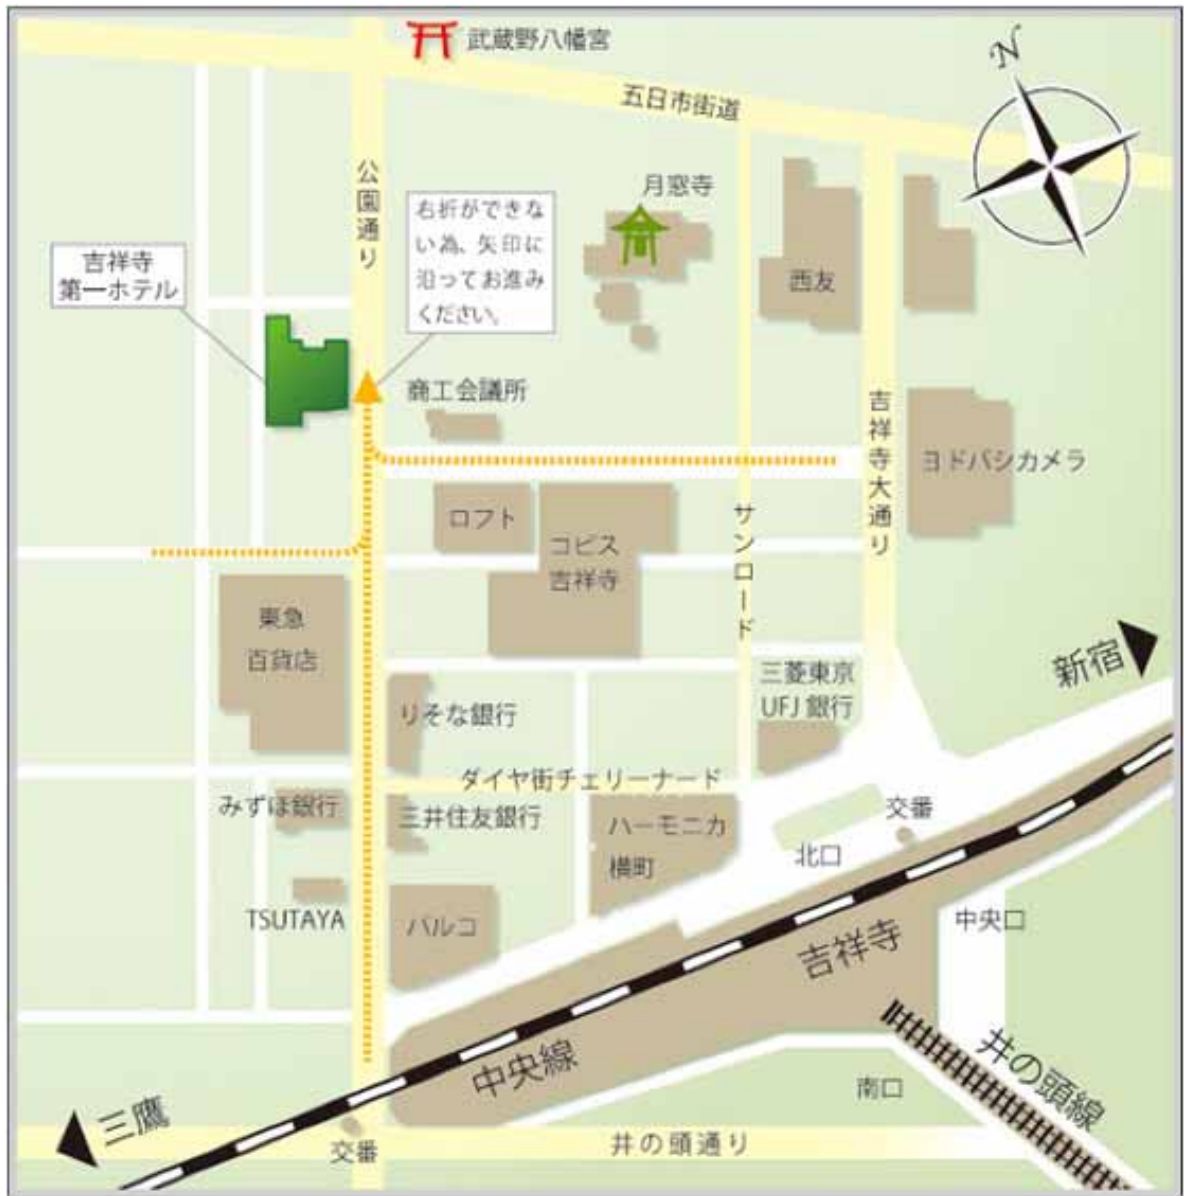 N
武蔵野八幡宮
五日市街道
公園通り
月窓寺
右折ができな
い為、矢印に
沿ってお進み
ください。
吉祥寺
第一ホテル
西友
商工会議所
吉祥寺大通り
ヨドバシカメラ
ロフト
サンロード
コピス
吉祥寺
東急
百貨店
新宿
三菱東京
UFJ 銀行
りそな銀行
ダイヤ街チェリーナード
みずほ銀行
三井住友銀行
ハーモニカ
横町
交番
北口
TSUTAYA
パルコ
中央口
吉祥寺
井の頭線
中央線
南口
三鷹
交番
井の頭通り